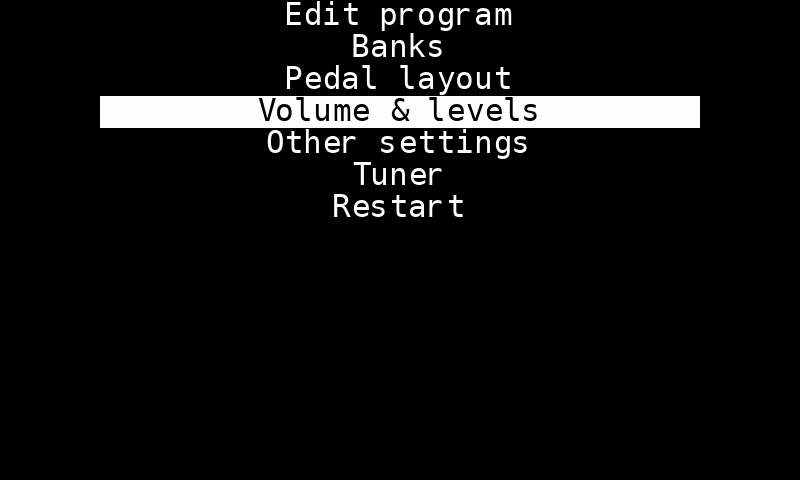 Edit program
Banks
Pedal layout
Volume & levels
Other settings
Tuner
Restart